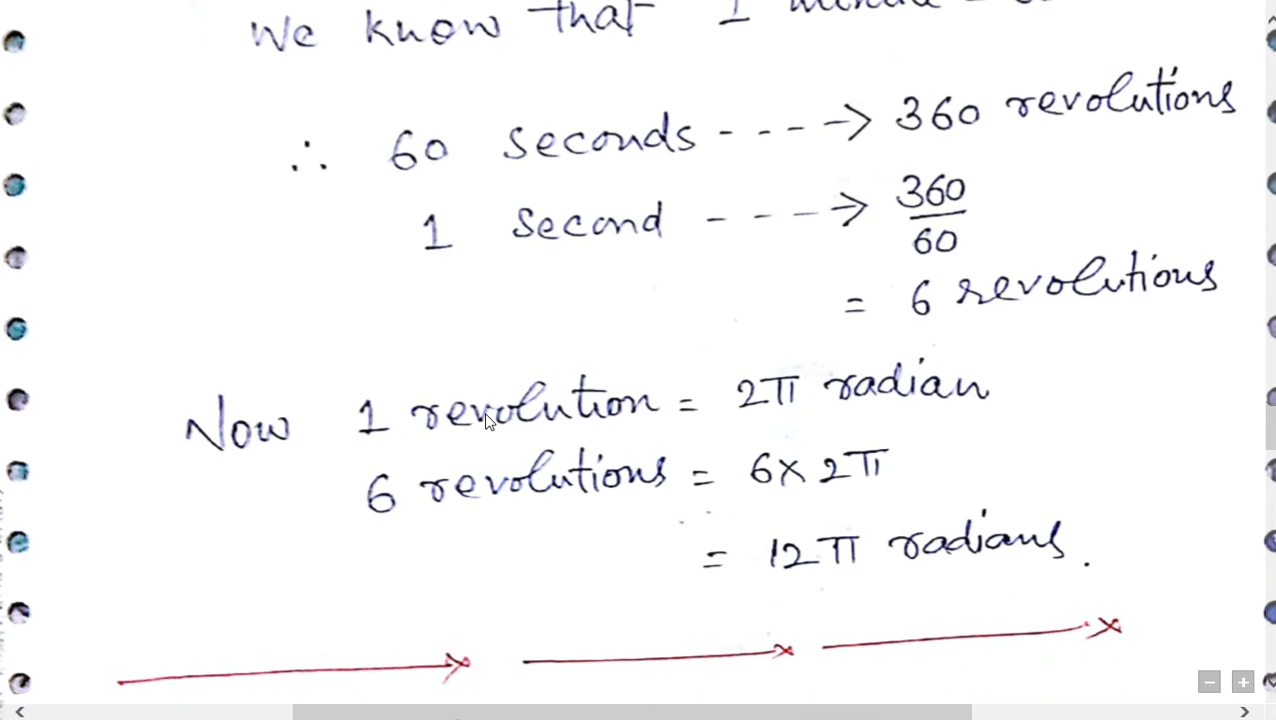 We know that 1
∴ 60 seconds ----> 360 revolutions
1 second ----> 360/60
= 6 revolutions
Now 1 revolution = 2π radian
6 revolutions = 6 × 2π
= 12π radians.